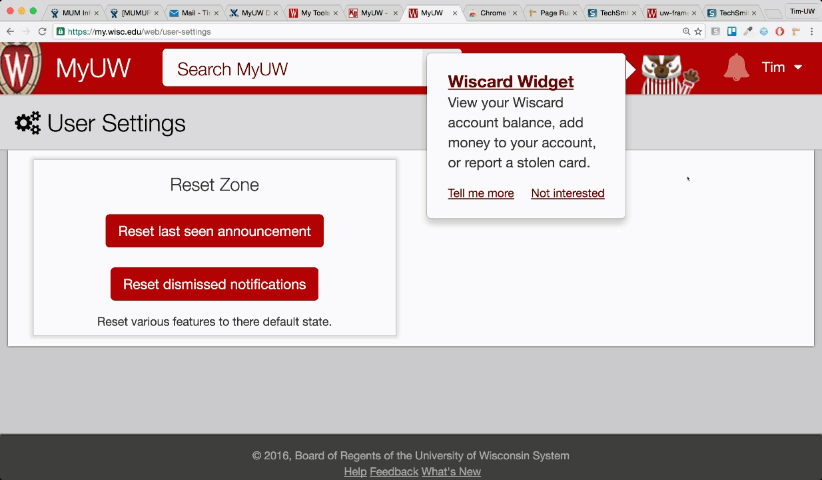 MUM Inf
[MUMUF
Mail - Tin
MyUW D
My Tools
MyUW -
MyUW
Chrome
Page Ru
TechSmi
uw-fram
TechSmi
Tim-UW
https://my.wisc.edu/web/user-settings
W MyUW
Search MyUW
Tim
User Settings
Wiscard Widget
View your Wiscard
account balance, add
money to your account,
or report a stolen card.
Tell me more Not interested
Reset Zone
Reset last seen announcement
Reset dismissed notifications
Reset various features to there default state.
© 2016, Board of Regents of the University of Wisconsin System
Help Feedback What's New